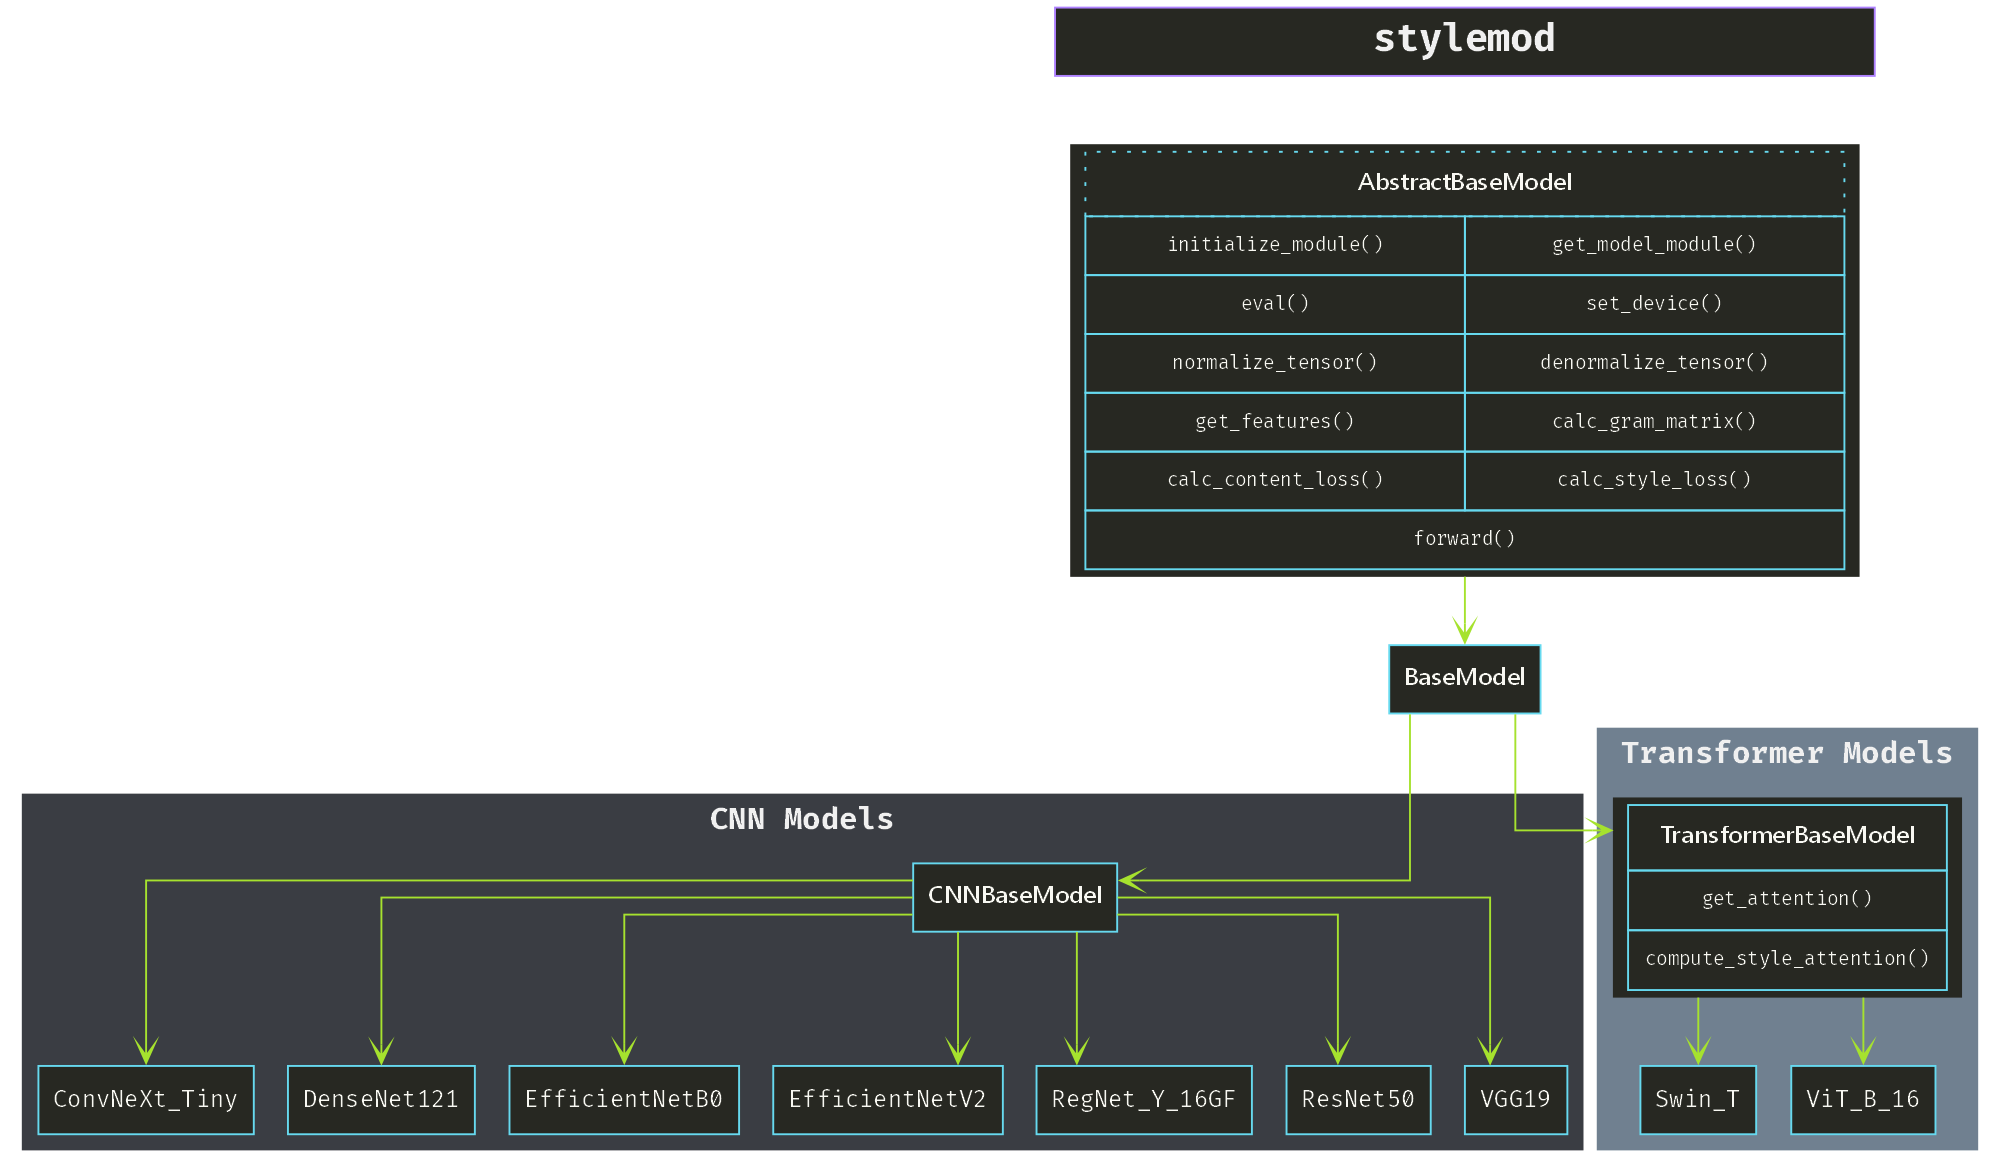 stylemod
AbstractBaseModel
initialize_module() get_model_module()
eval() set_device()
normalize_tensor() denormalize_tensor()
get_features() calc_gram_matrix()
calc_content_loss() calc_style_loss()
forward()
BaseModel
Transformer Models
TransformerBaseModel
get_attention()
compute_style_attention()
Swin_T ViT_B_16
CNN Models
CNNBaseModel
ConvNeXt_Tiny DenseNet121 EfficientNetB0 EfficientNetV2 RegNet_Y_16GF ResNet50 VGG19